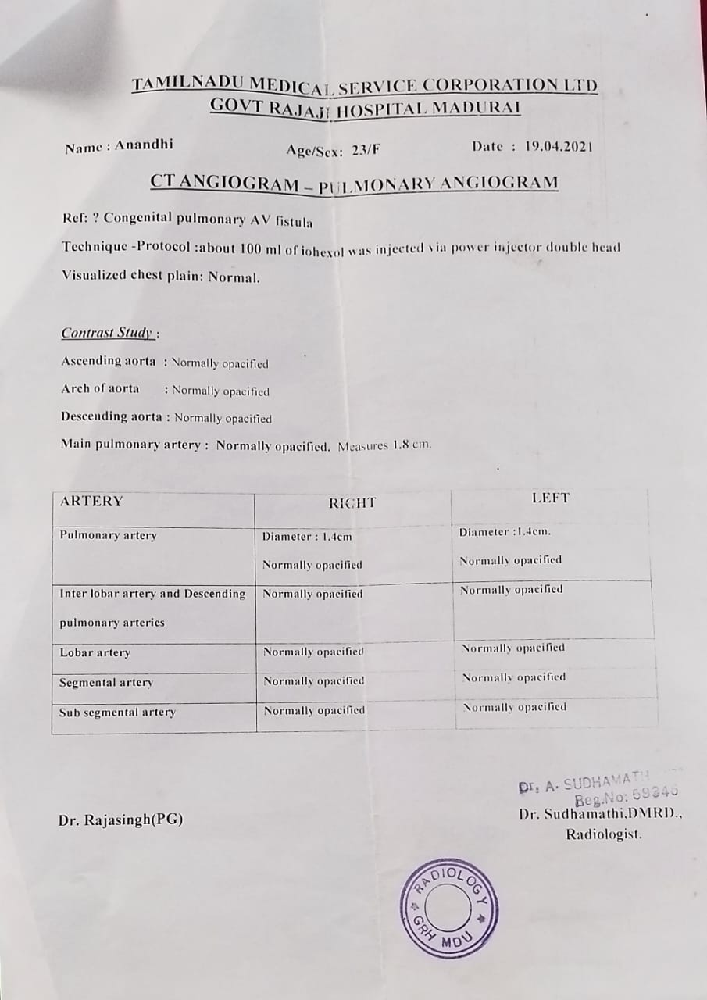 TAMILNADU MEDICAL SERVICE CORPORATION LTD
GOVT RAJAJI HOSPITAL MADURAI
Name : Anandhi Age/Sex: 23/F Date : 19.04.2021
CT ANGIOGRAM – PULMONARY ANGIOGRAM
Ref: ? Congenital pulmonary AV fistula
Technique -Protocol :about 100 ml of iohexol was injected via power injector double head
Visualized chest plain: Normal.
Contrast Study :
Ascending aorta : Normally opacified
Arch of aorta : Normally opacified
Descending aorta : Normally opacified
Main pulmonary artery : Normally opacified. Measures 1.8 cm.
ARTERY RIGHT LEFT
Pulmonary artery Diameter : 1.4cm Diameter :1.4cm.
Normally opacified Normally opacified
Inter lobar artery and Descending Normally opacified Normally opacified
pulmonary arteries
Lobar artery Normally opacified Normally opacified
Segmental artery Normally opacified Normally opacified
Sub segmental artery Normally opacified Normally opacified
Dr. A. SUDHAMATH
Reg.No: 59346
Dr. Rajasingh(PG) Dr. Sudhamathi,DMRD.,
Radiologist.
RADIOLOGY
GRH MDU